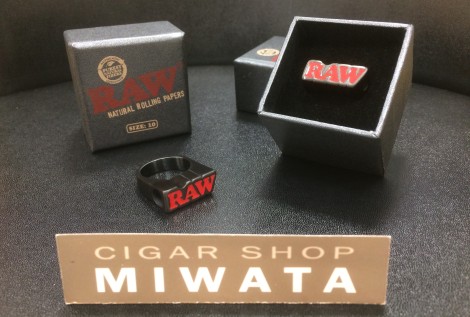 RAW
NATURAL ROLLING PAPERS
SIZE: 10
RAW
RAW
CIGAR SHOP
MIWATA